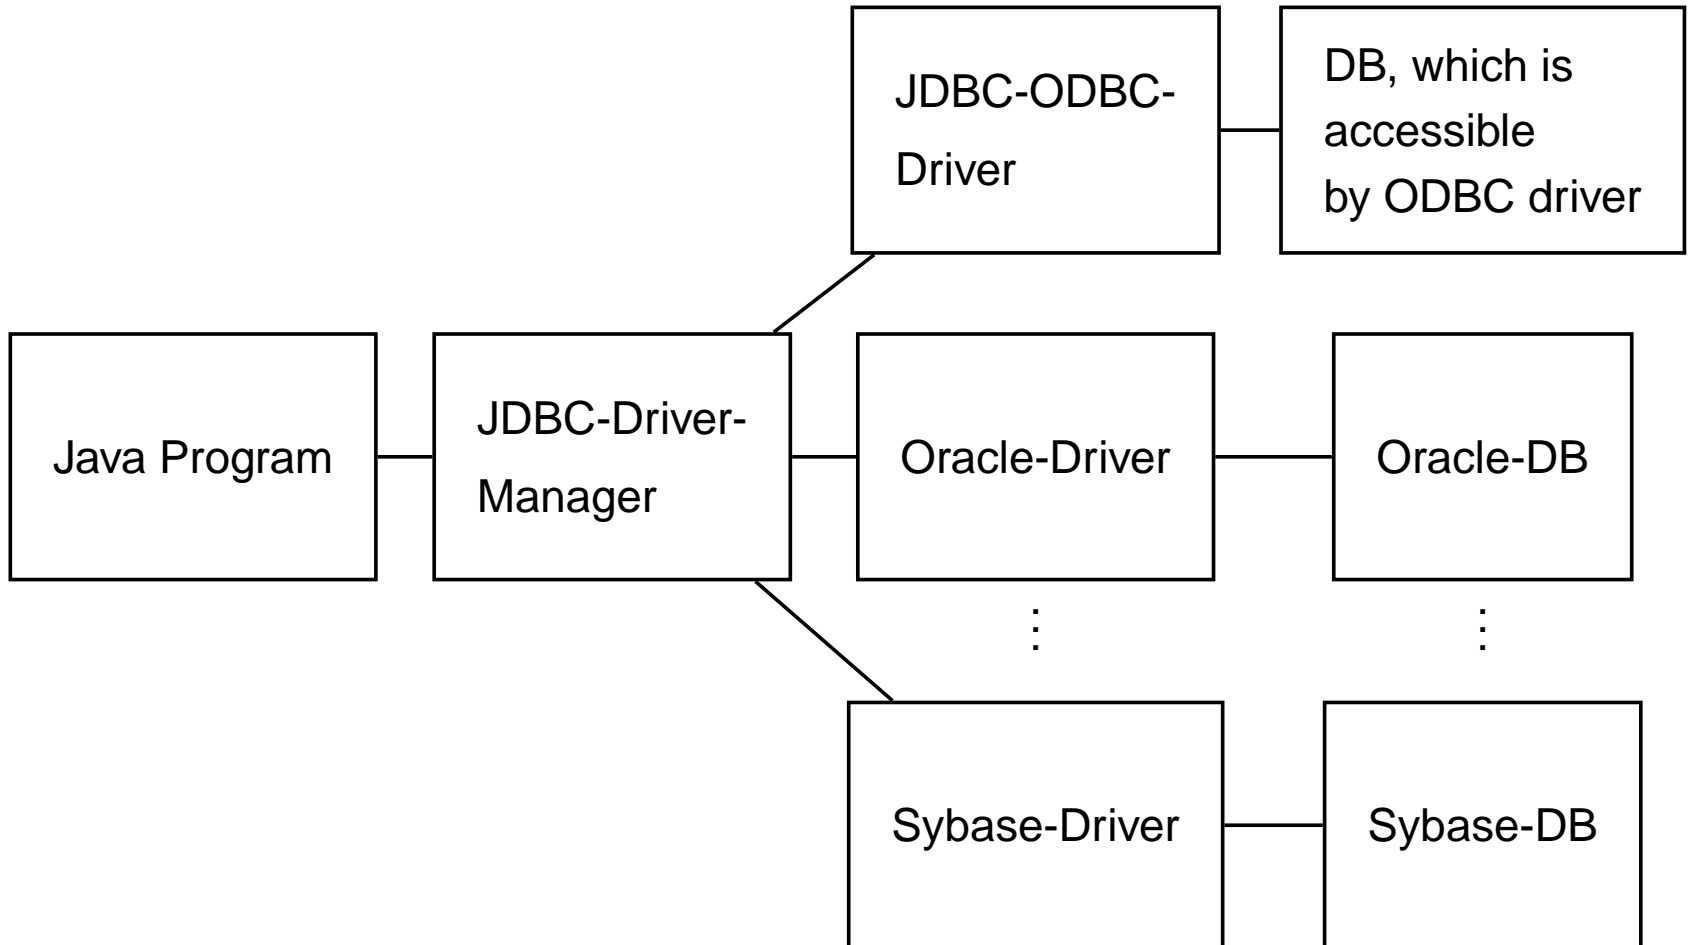 JDBC-ODBC-
Driver
DB, which is
accessible
by ODBC driver
Java Program
JDBC-Driver-
Manager
Oracle-Driver
Oracle-DB
⋮
⋮
Sybase-Driver
Sybase-DB